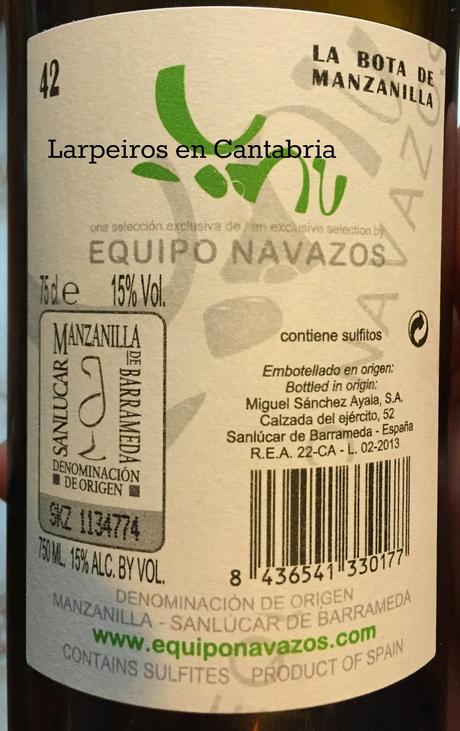 42
LA BOTA DE
MANZANILLA
Larpeiros en Cantabria
una selección exclusiva de / an exclusive selection by
EQUIPO NAVAZOS
75 cl. e 15% Vol.
MANZANILLA
SANLUCAR
DE BARRAMEDA
DENOMINACIÓN
DE ORIGEN
SKZ 1134774
750 ML. 15% ALC. BY VOL.
contiene sulfitos
Embotellado en origen:
Bottled in origin:
Miguel Sánchez Ayala, S.A.
Calzada del ejército, 52
Sanlúcar de Barrameda - España
R.E.A. 22-CA - L. 02-2013
8 436541 330177
DENOMINACIÓN DE ORIGEN
MANZANILLA - SANLÚCAR DE BARRAMEDA
www.equiponavazos.com
CONTAINS SULFITES PRODUCT OF SPAIN